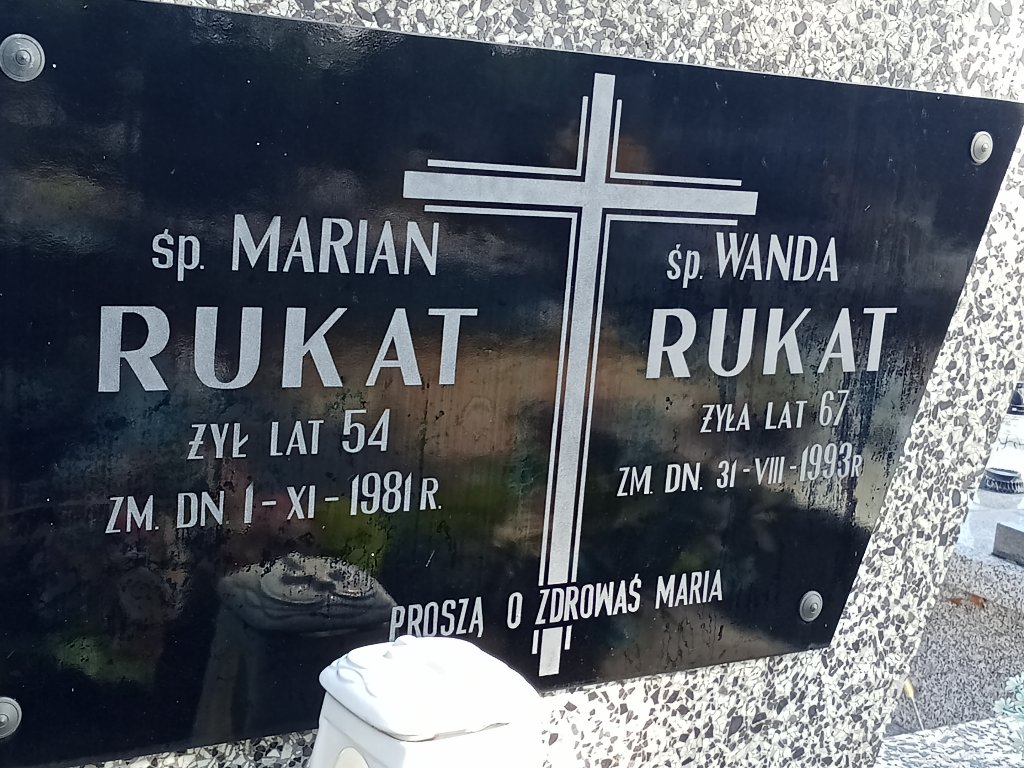 śp. MARIAN
RUKAT
ŻYŁ LAT 54
ZM. DN. 1-XI-1981 R.
śp. WANDA
RUKAT
ŻYŁA LAT 67
ZM. DN. 31-VIII-1993R
PROSZĄ O ZDROWAŚ MARIA